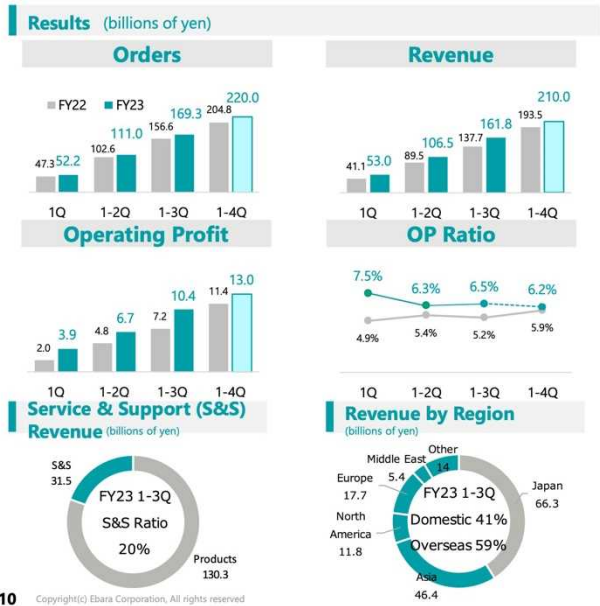 Results (billions of yen)
Orders
FY22 FY23
47.3 52.2 102.6 111.0 156.6 169.3 204.8 220.0
1Q 1-2Q 1-3Q 1-4Q
Revenue
41.1 53.0 89.5 106.5 137.7 161.8 193.5 210.0
1Q 1-2Q 1-3Q 1-4Q
Operating Profit
2.0 3.9 4.8 6.7 7.2 10.4 11.4 13.0
1Q 1-2Q 1-3Q 1-4Q
OP Ratio
7.5% 6.3% 6.5% 6.2%
4.9% 5.4% 5.2% 5.9%
1Q 1-2Q 1-3Q 1-4Q
Service & Support (S&S)
Revenue (billions of yen)
S&S
31.5
FY23 1-3Q
S&S Ratio
20%
Products
130.3
Revenue by Region
(billions of yen)
Other
14
Middle East
5.4
Europe
17.7
North
America
11.8
Japan
66.3
FY23 1-3Q
Domestic 41%
Overseas 59%
Asia
46.4
10 Copyright(c) Ebara Corporation, All rights reserved